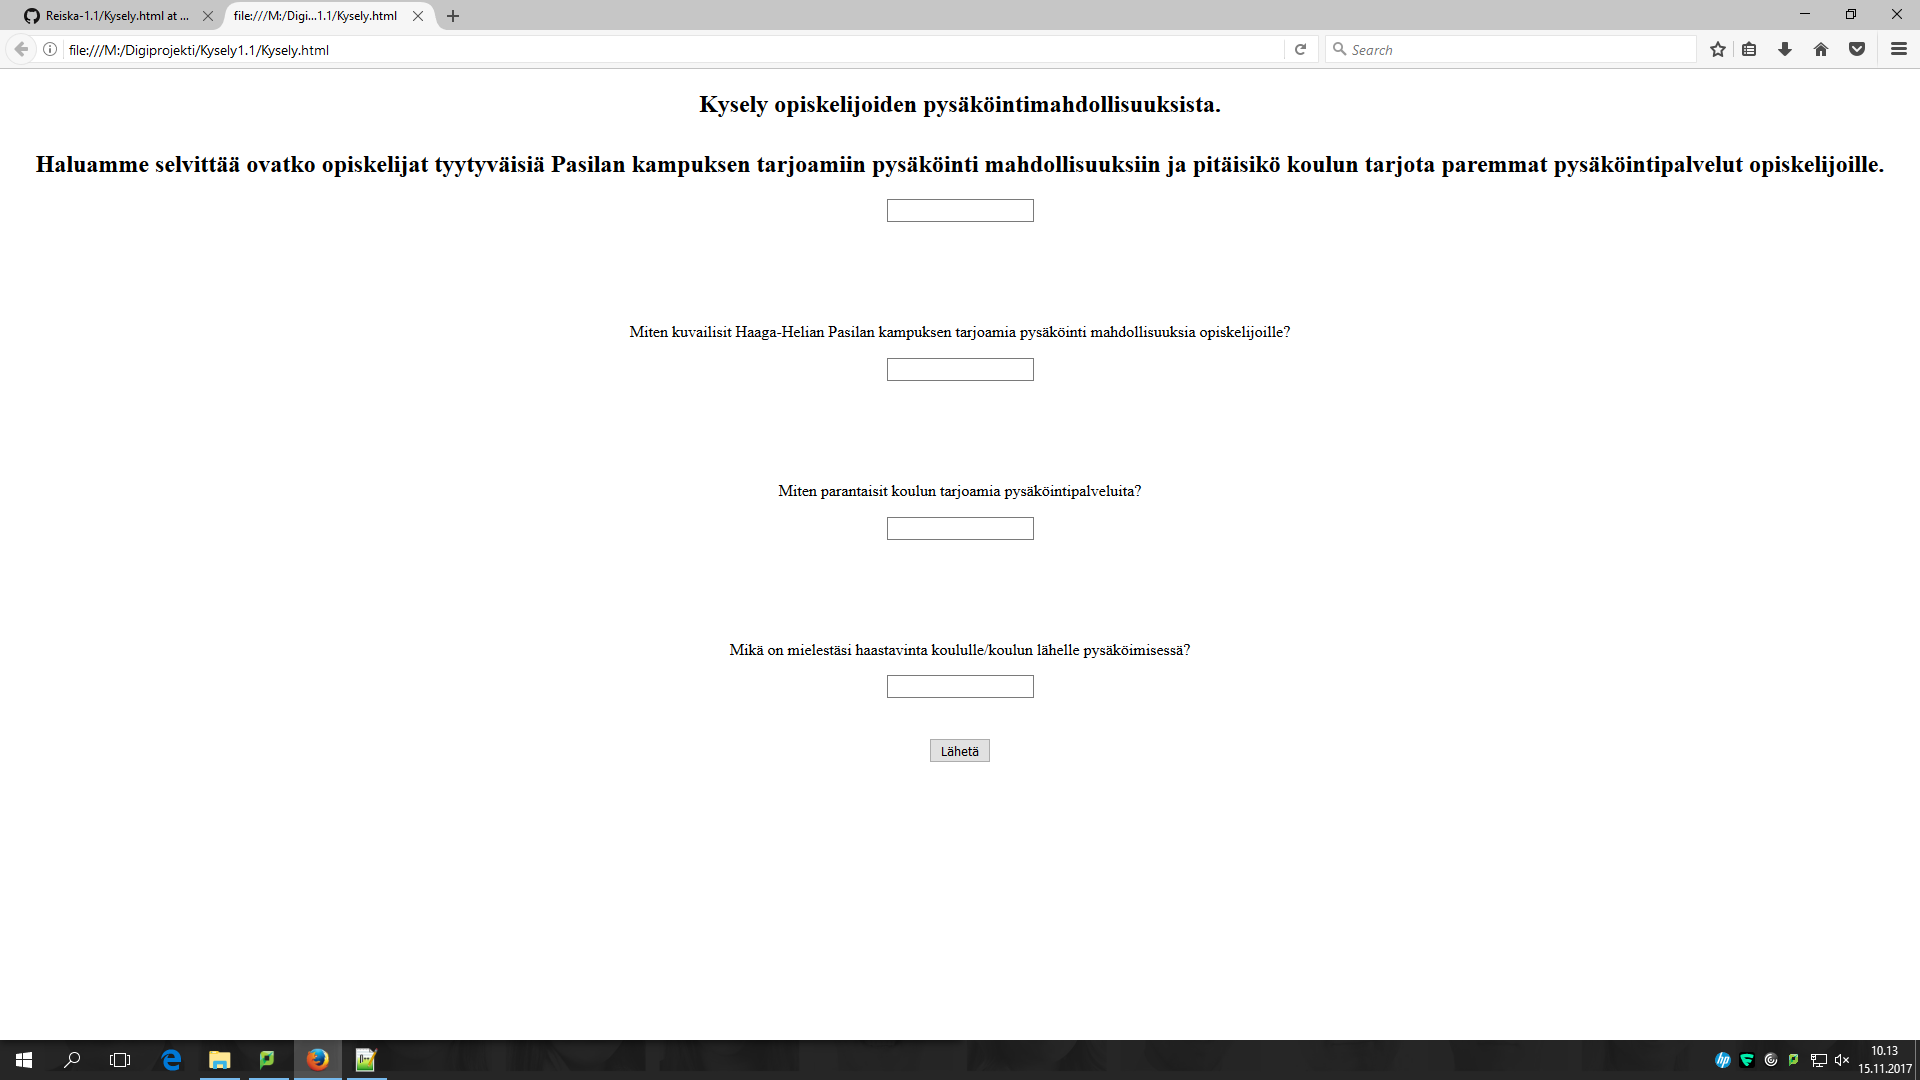 Reiska-1.1/Kysely.html at ...
file:///M:/Digi...1.1/Kysely.html
file:///M:/Digiprojekti/Kysely1.1/Kysely.html
Search
Kysely opiskelijoiden pysäköintimahdollisuuksista.
Haluamme selvittää ovatko opiskelijat tyytyväisiä Pasilan kampuksen tarjoamiin pysäköinti mahdollisuuksiin ja pitäisikö koulun tarjota paremmat pysäköintipalvelut opiskelijoille.
Miten kuvailisit Haaga-Helian Pasilan kampuksen tarjoamia pysäköinti mahdollisuuksia opiskelijoille?
Miten parantaisit koulun tarjoamia pysäköintipalveluita?
Mikä on mielestäsi haastavinta koululle/koulun lähelle pysäköimisessä?
Lähetä
hp
10.13
15.11.2017